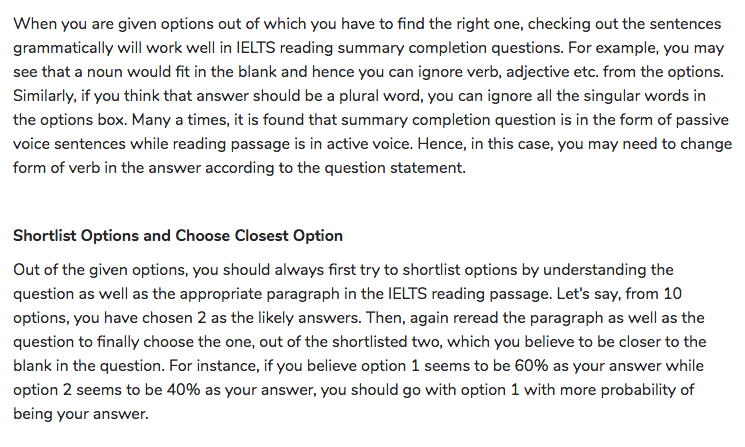 When you are given options out of which you have to find the right one, checking out the sentences
grammatically will work well in IELTS reading summary completion questions. For example, you may
see that a noun would fit in the blank and hence you can ignore verb, adjective etc. from the options.
Similarly, if you think that answer should be a plural word, you can ignore all the singular words in
the options box. Many a times, it is found that summary completion question is in the form of passive
voice sentences while reading passage is in active voice. Hence, in this case, you may need to change
form of verb in the answer according to the question statement.
Shortlist Options and Choose Closest Option
Out of the given options, you should always first try to shortlist options by understanding the
question as well as the appropriate paragraph in the IELTS reading passage. Let's say, from 10
options, you have chosen 2 as the likely answers. Then, again reread the paragraph as well as the
question to finally choose the one, out of the shortlisted two, which you believe to be closer to the
blank in the question. For instance, if you believe option 1 seems to be 60% as your answer while
option 2 seems to be 40% as your answer, you should go with option 1 with more probability of
being your answer.